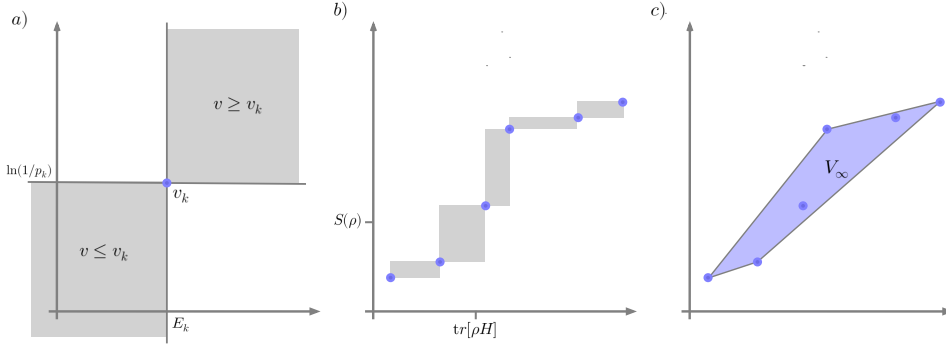 a)
b)
c)
v ≥ v_k
ln(1/p_k)
v_k
v ≤ v_k
E_k
S(ρ)
tr[ρH]
V_∞